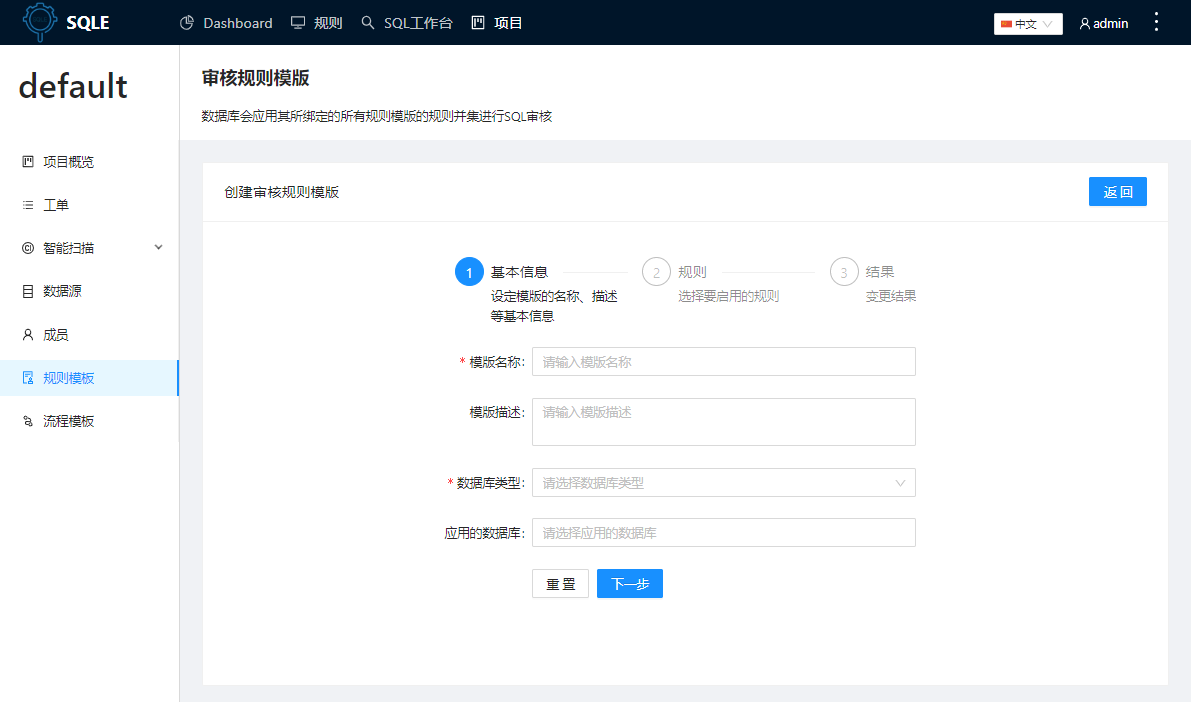 SQLE Dashboard 规则 SQL工作台 项目 中文 admin
default
项目概览
工单
智能扫描
数据源
成员
规则模板
流程模板
审核规则模版
数据库会应用其所绑定的所有规则模版的规则并集进行SQL审核
创建审核规则模版 返 回
1 基本信息 2 规则 3 结果
设定模版的名称、描述 选择要启用的规则 变更结果
等基本信息
* 模版名称: 请输入模版名称
模版描述: 请输入模版描述
* 数据库类型: 请选择数据库类型
应用的数据库: 请选择应用的数据库
重 置 下一步